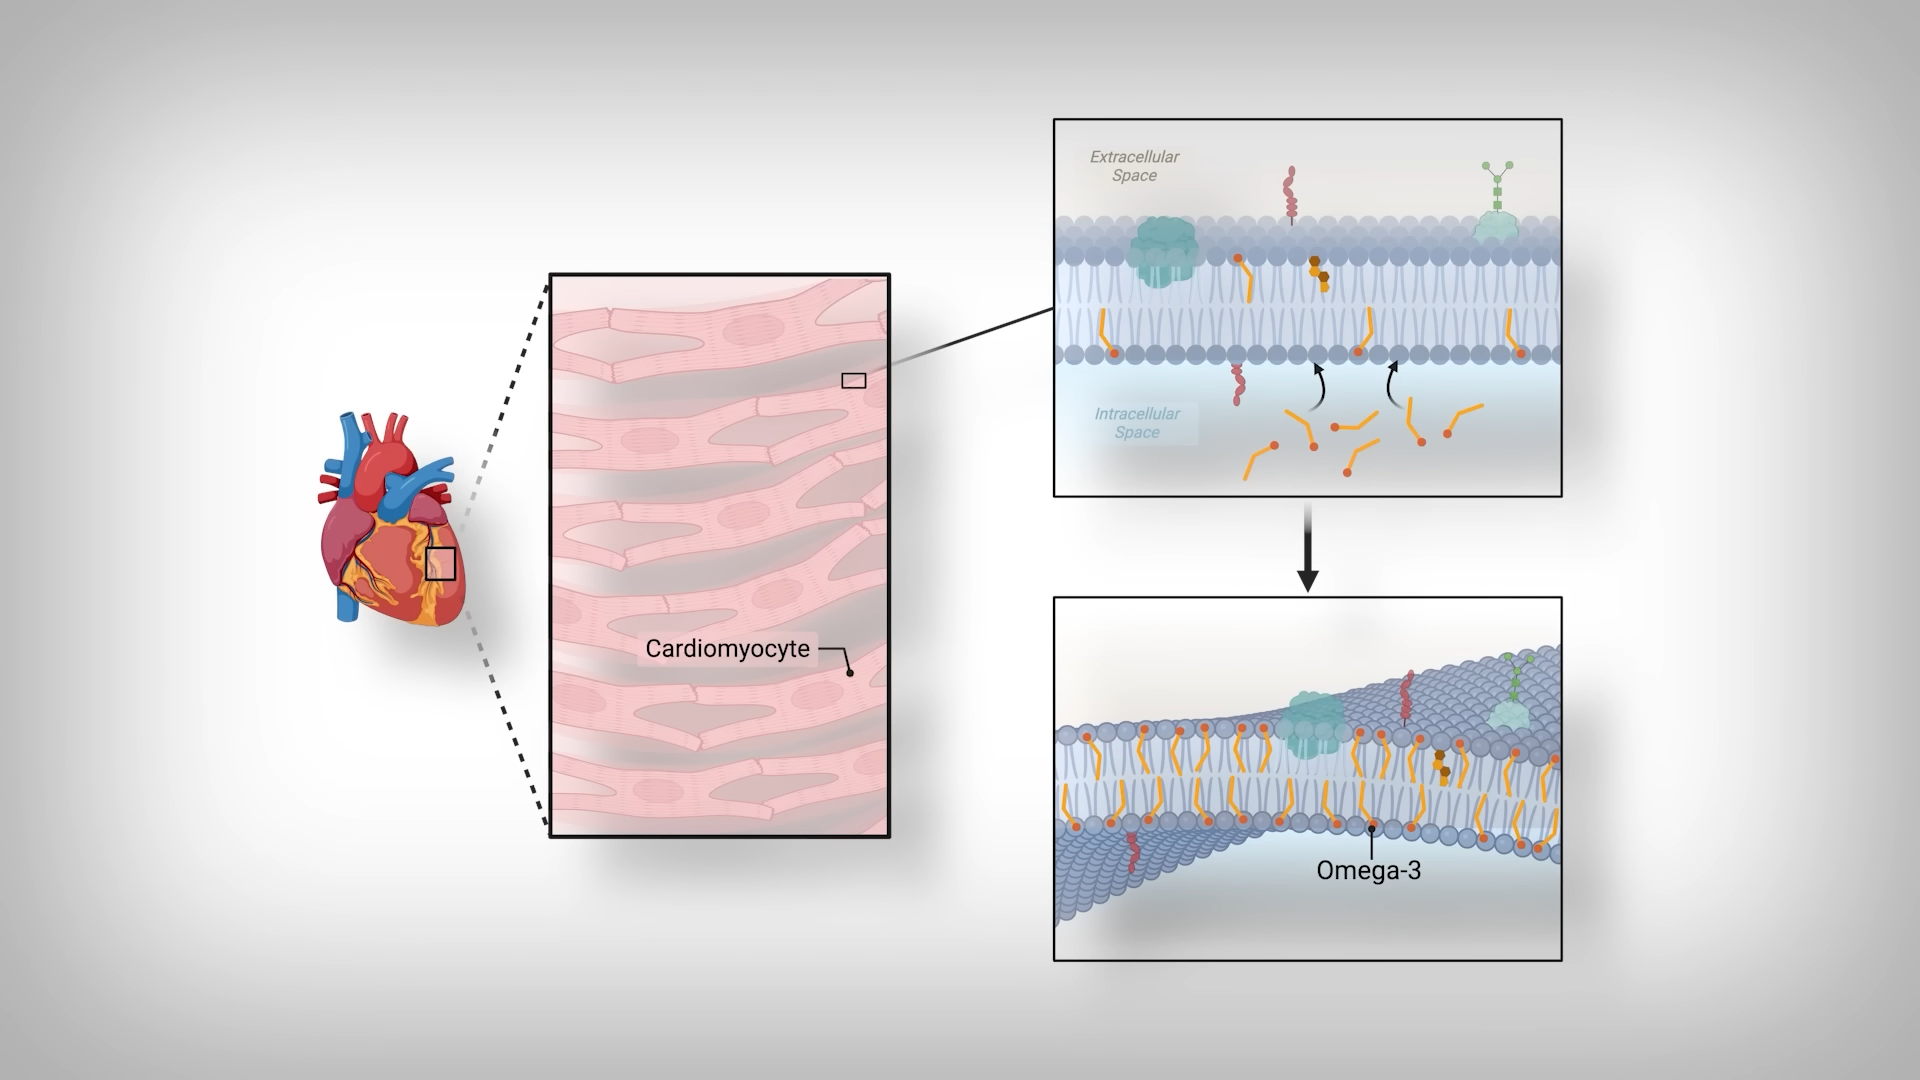 Extracellular
Space
Intracellular
Space
Cardiomyocyte
Omega-3